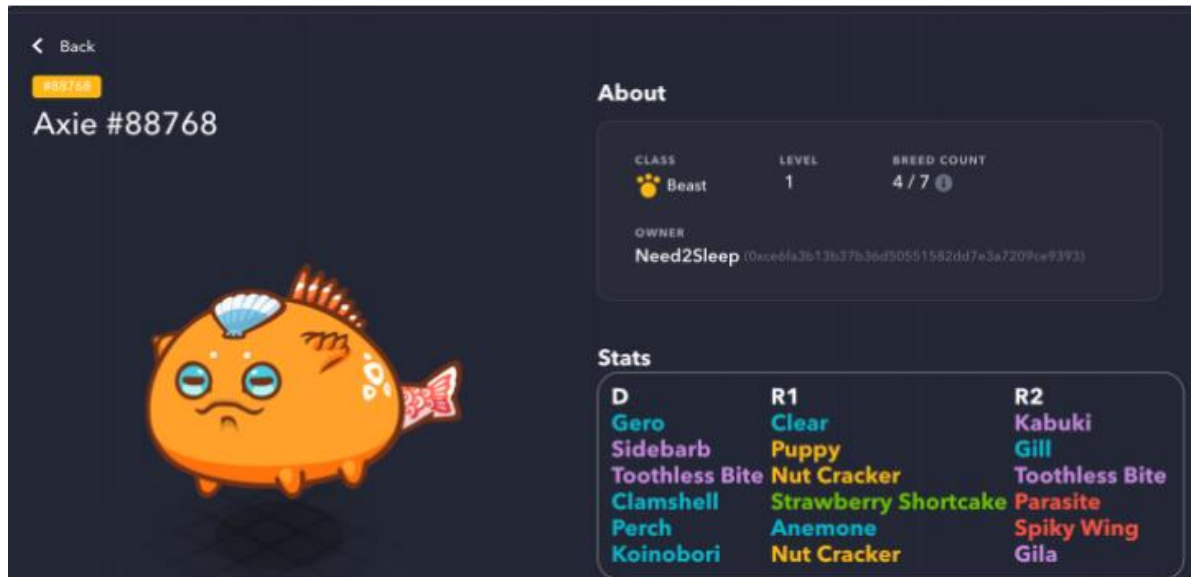 Back
#88768
Axie #88768
About
CLASS LEVEL BREED COUNT
Beast 1 4 / 7
OWNER
Need2Sleep (0xce6fa3b13b37b36d50551582dd7e3a7209ce9393)
Stats
D R1 R2
Gero Clear Kabuki
Sidebarb Puppy Gill
Toothless Bite Nut Cracker Toothless Bite
Clamshell Strawberry Shortcake Parasite
Perch Anemone Spiky Wing
Koinobori Nut Cracker Gila